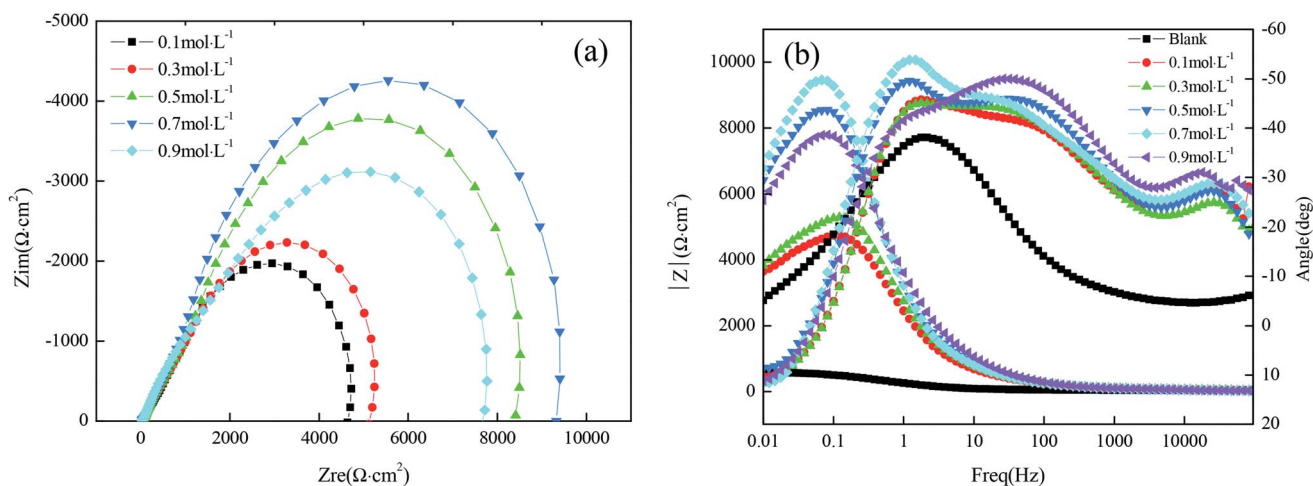 (a)
0.1mol·L⁻¹
0.3mol·L⁻¹
0.5mol·L⁻¹
0.7mol·L⁻¹
0.9mol·L⁻¹
-5000
-4000
-3000
-2000
-1000
0
Zim(Ω·cm²)
0
2000
4000
6000
8000
10000
Zre(Ω·cm²)
(b)
Blank
0.1mol·L⁻¹
0.3mol·L⁻¹
0.5mol·L⁻¹
0.7mol·L⁻¹
0.9mol·L⁻¹
10000
8000
6000
4000
2000
0
|Z|(Ω·cm²)
-60
-50
-40
-30
-20
-10
0
10
20
Angle(deg)
0.01
0.1
1
10
100
1000
10000
Freq(Hz)